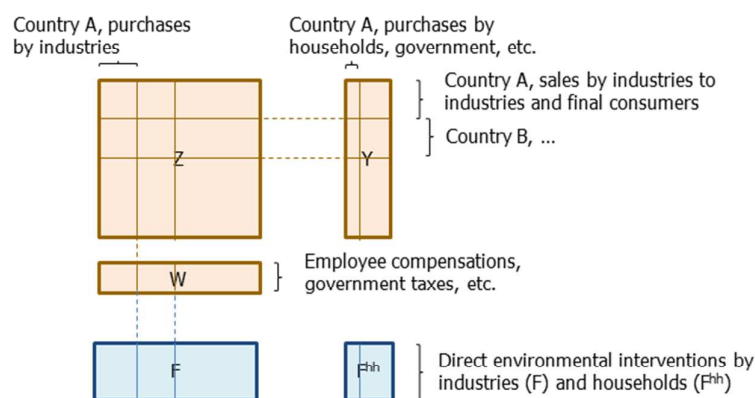 Country A, purchases
by industries
Country A, purchases by
households, government, etc.
Country A, sales by industries to
industries and final consumers
Country B, ...
Z
Y
Employee compensations,
government taxes, etc.
W
F
Fhh
Direct environmental interventions by
industries (F) and households (Fhh)